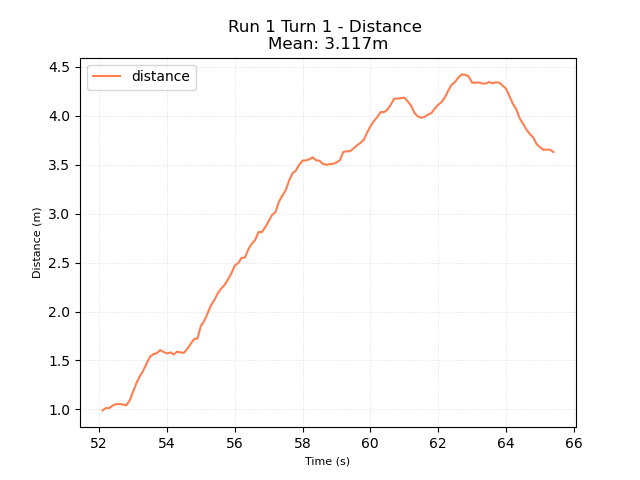 Run 1 Turn 1 - Distance
Mean: 3.117m
distance
4.5
4.0
3.5
3.0
2.5
2.0
1.5
1.0
Distance (m)
52 54 56 58 60 62 64 66
Time (s)